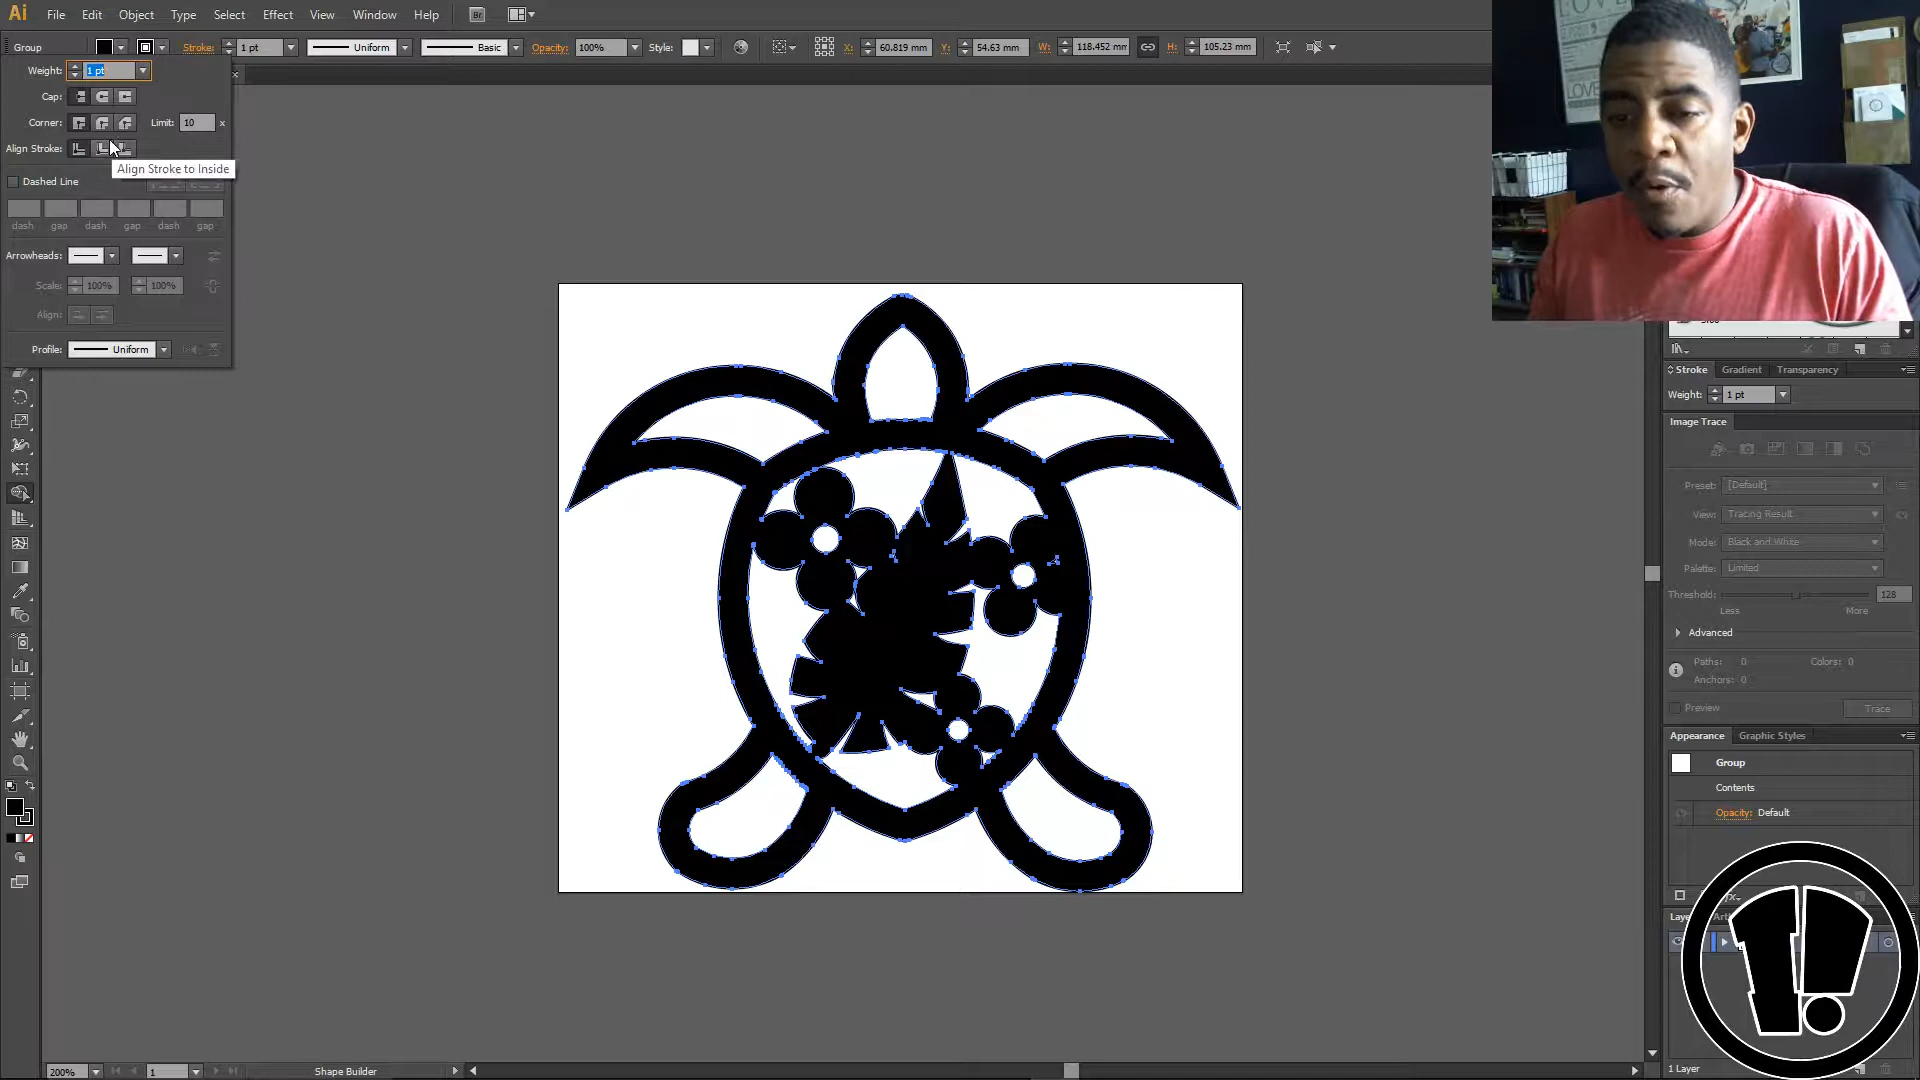 Ai File Edit Object Type Select Effect View Window Help Br
Group Stroke: 1 pt Uniform Basic Opacity: 100% Style: X: 60.819 mm Y: 54.63 mm W: 118.452 mm H: 105.23 mm
Weight: 1 pt
Cap:
Corner: Limit: 10 x
Align Stroke:
Align Stroke to Inside
Dashed Line
dash gap dash gap dash gap
Arrowheads:
Scale: 100% 100%
Align:
Profile: Uniform
LOVE
Stroke Gradient Transparency
Weight: 1 pt
Image Trace
Preset: [Default]
View: Tracing Result
Mode: Black and White
Palette: Limited
Threshold: 128
Less More
Advanced
Paths: 0 Colors: 0
Anchors: 0
Preview Trace
Appearance Graphic Styles
Group
Contents
Opacity: Default
fx
1 Layer
200% 1 Shape Builder